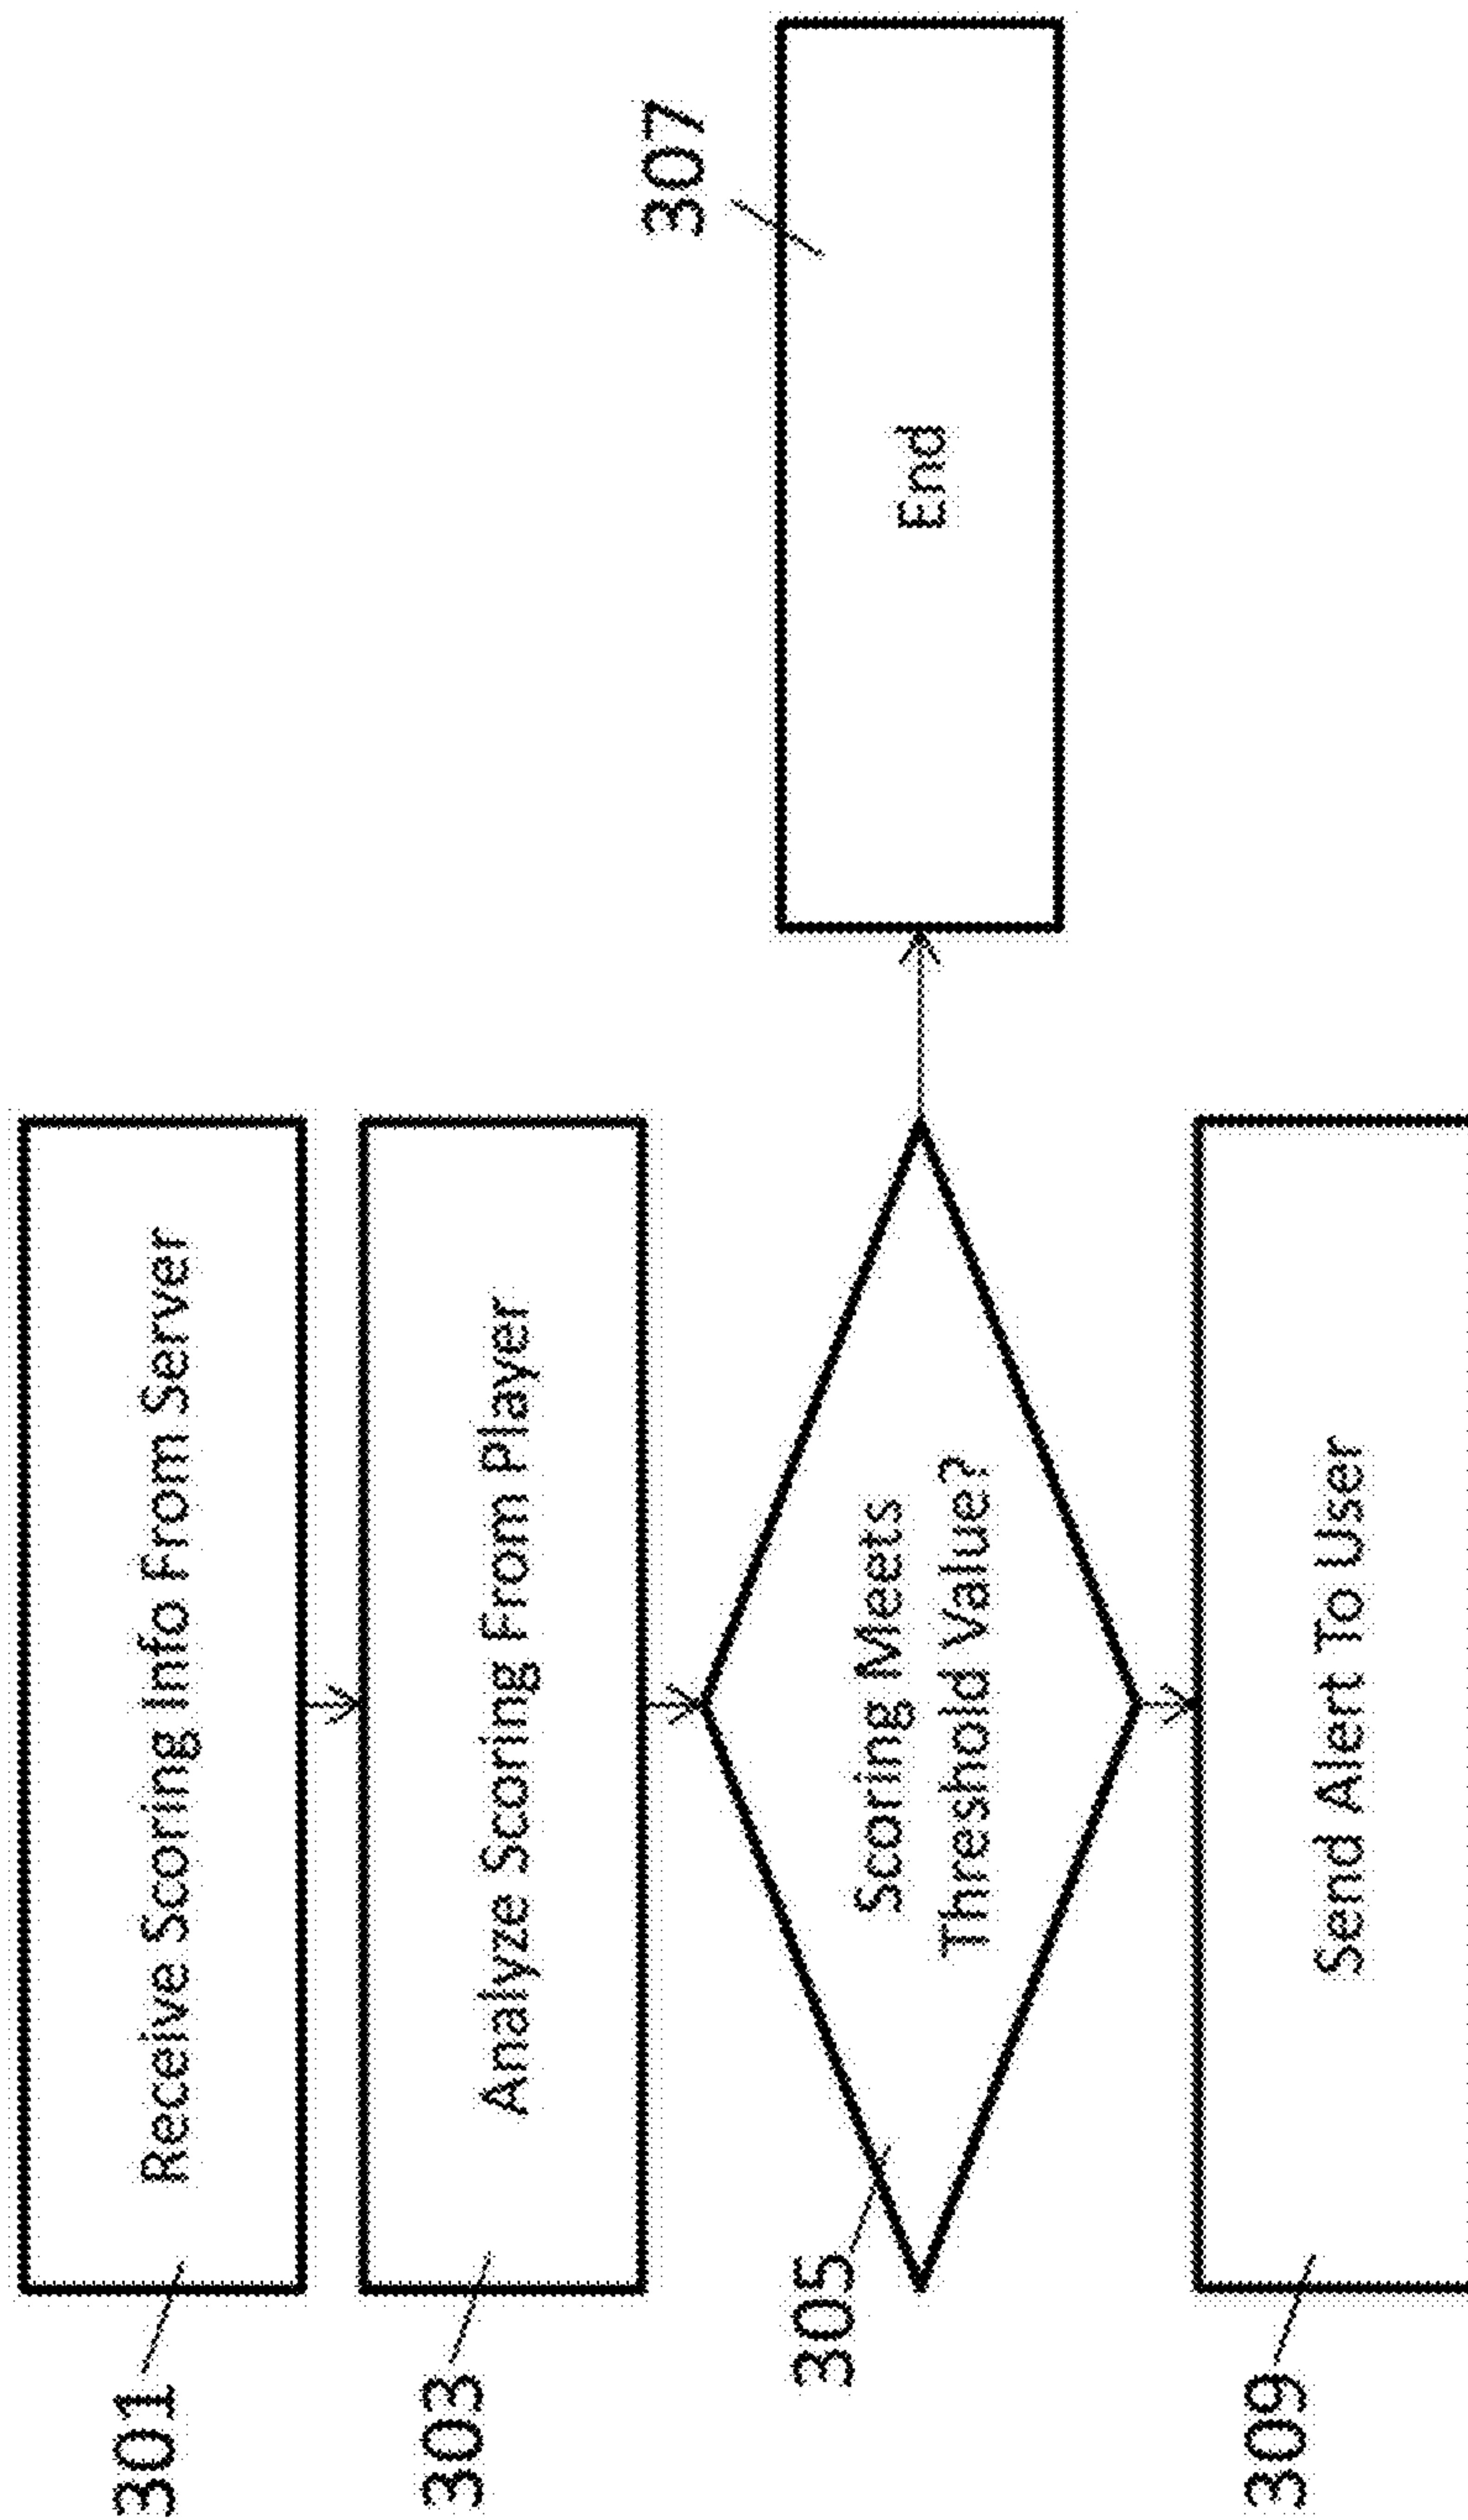 301
Receive Scoring Info From Server
303
Analyze Scoring From Player
305
Scoring Meets
Threshold Value?
307
End
309
Send Alert To User